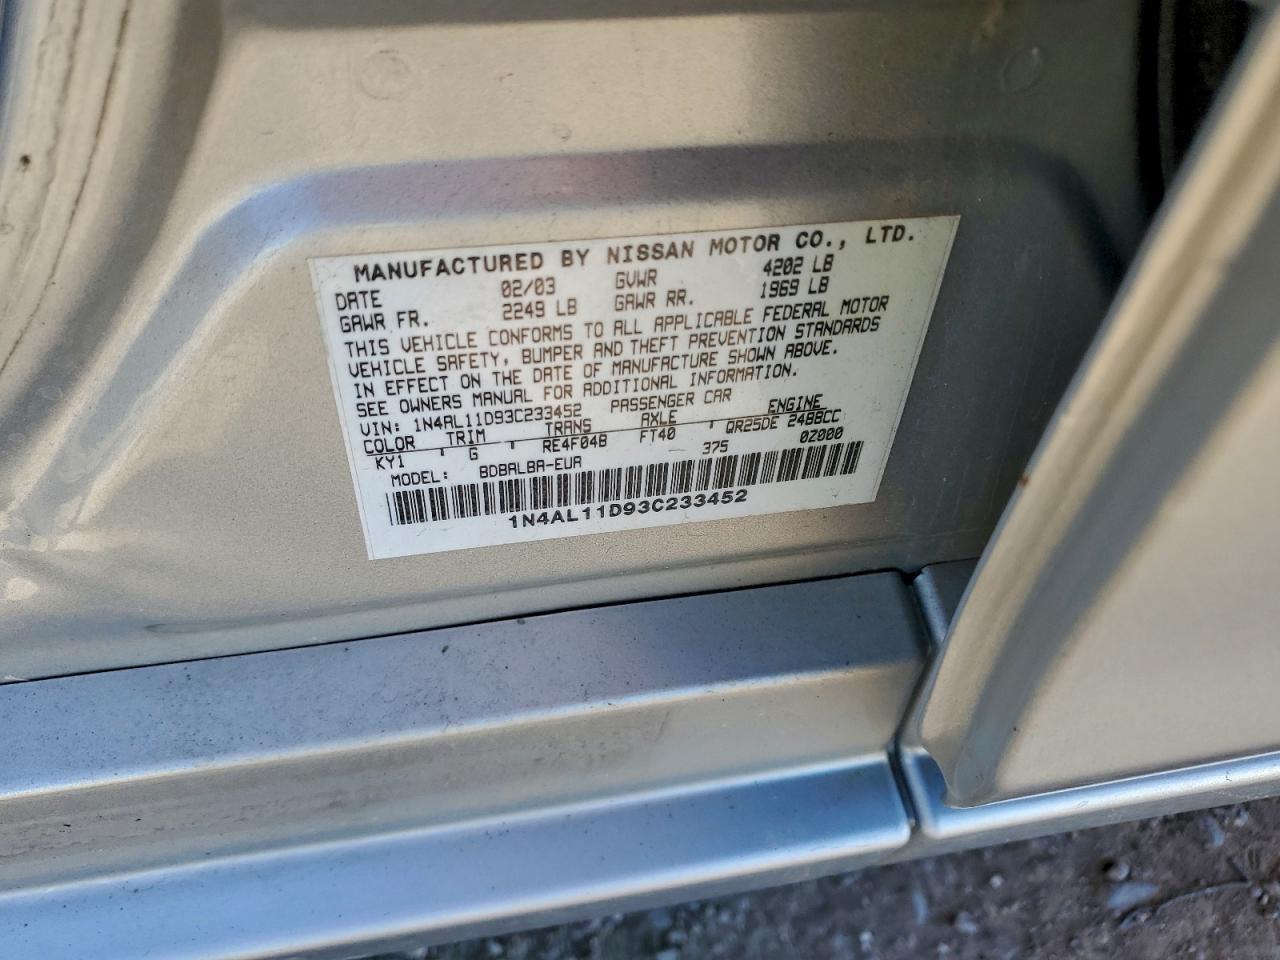 MANUFACTURED BY NISSAN MOTOR CO., LTD.
DATE 02/03 GVWR 4202 LB
GAWR FR. 2249 LB GAWR RR. 1969 LB
THIS VEHICLE CONFORMS TO ALL APPLICABLE FEDERAL MOTOR
VEHICLE SAFETY, BUMPER AND THEFT PREVENTION STANDARDS
IN EFFECT ON THE DATE OF MANUFACTURE SHOWN ABOVE.
SEE OWNERS MANUAL FOR ADDITIONAL INFORMATION.
VIN: 1N4AL11D93C233452 PASSENGER CAR
COLOR TRIM TRANS AXLE ENGINE
KY1 , G , RE4F04B FT40 , QR25DE 2488CC
MODEL: BDBALBA-EUA 375 0Z000
1N4AL11D93C233452